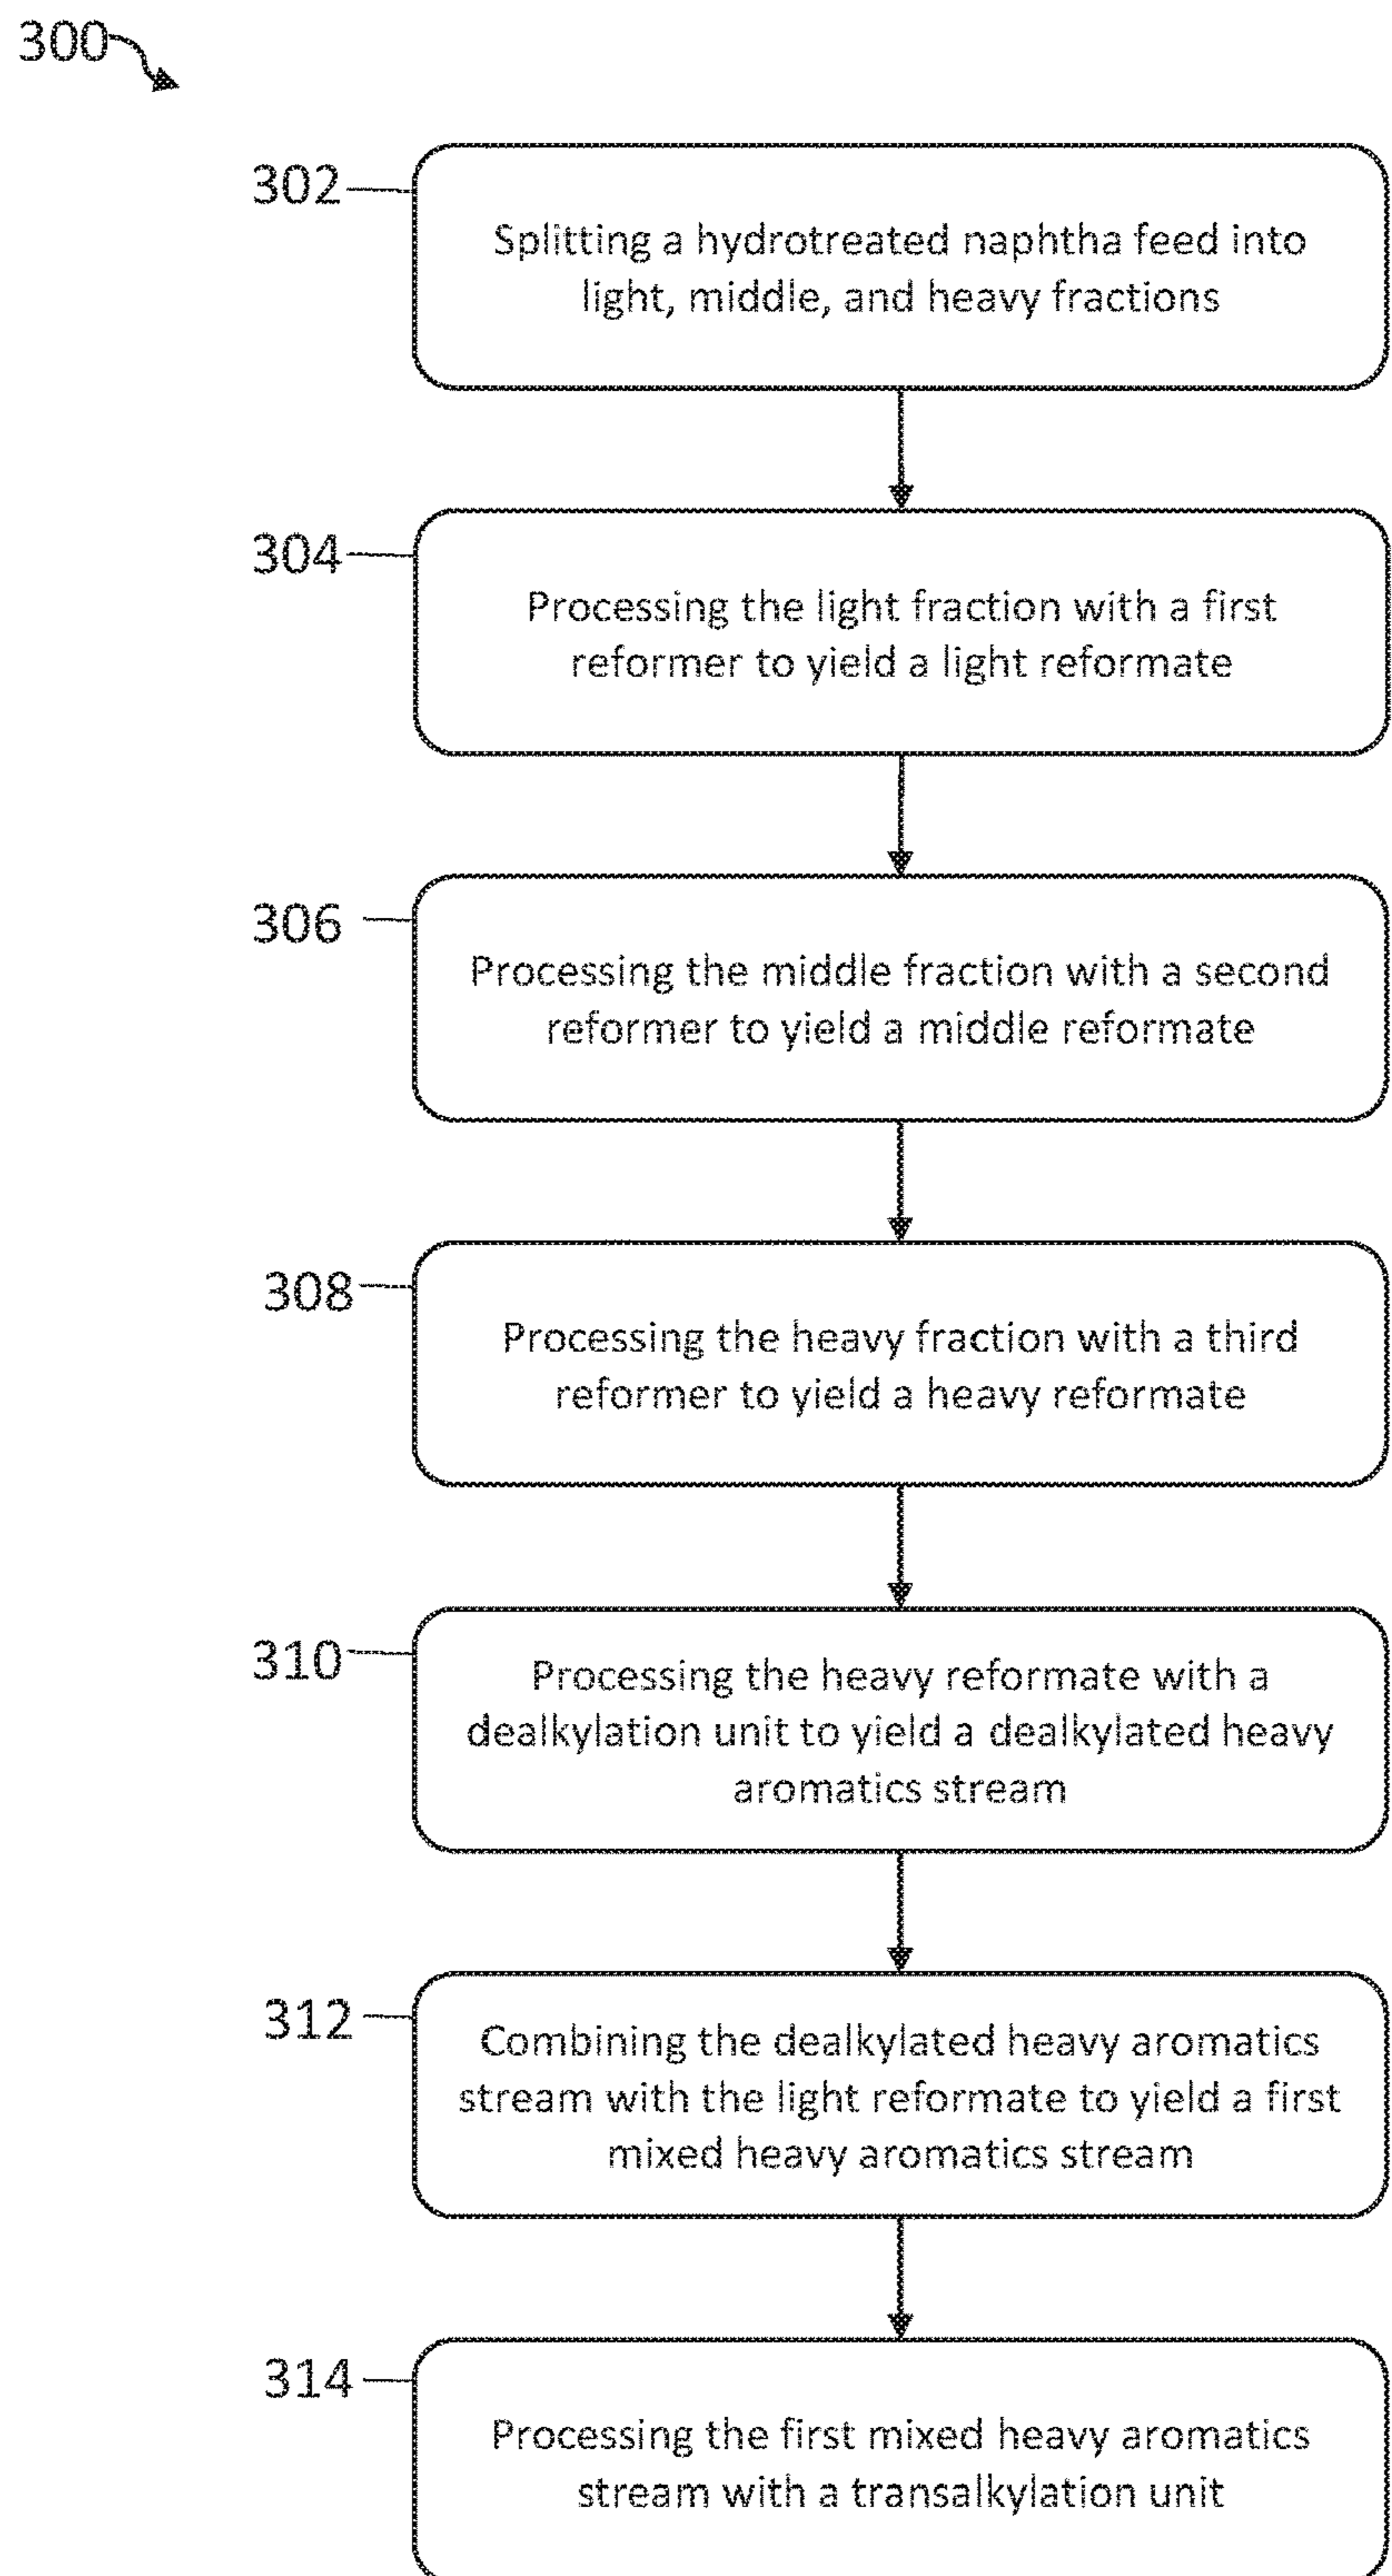 300
302
Splitting a hydrotreated naphtha feed into
light, middle, and heavy fractions
304
Processing the light fraction with a first
reformer to yield a light reformate
306
Processing the middle fraction with a second
reformer to yield a middle reformate
308
Processing the heavy fraction with a third
reformer to yield a heavy reformate
310
Processing the heavy reformate with a
dealkylation unit to yield a dealkylated heavy
aromatics stream
312
Combining the dealkylated heavy aromatics
stream with the light reformate to yield a first
mixed heavy aromatics stream
314
Processing the first mixed heavy aromatics
stream with a transalkylation unit